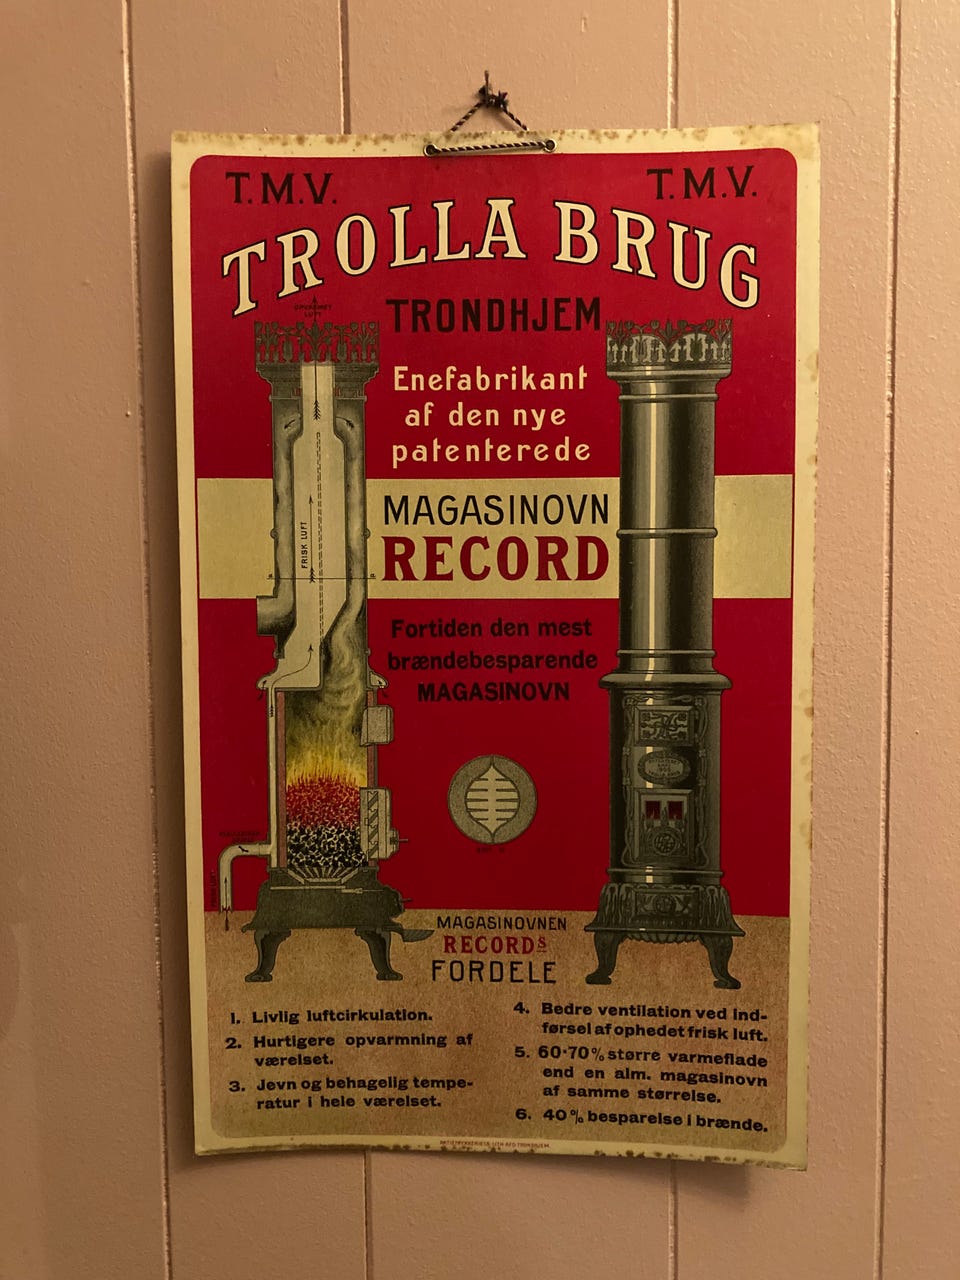 T.M.V. T.M.V.
TROLLA BRUG
TRONDHJEM
OPVARMET
LUFT
Enefabrikant
af den nye
patenterede
MAGASINOVN
RECORD
FRISK LUFT
Fortiden den mest
brændebesparende
MAGASINOVN
MAGASINOVNEN
RECORDS
FORDELE
1. Livlig luftcirkulation.
2. Hurtigere opvarmning af
værelset.
3. Jevn og behagelig tempe-
ratur i hele værelset.
4. Bedre ventilation ved ind-
førsel af ophedet frisk luft.
5. 60-70% større varmeflade
end en alm. magasinovn
af samme størrelse.
6. 40% besparelse i brænde.